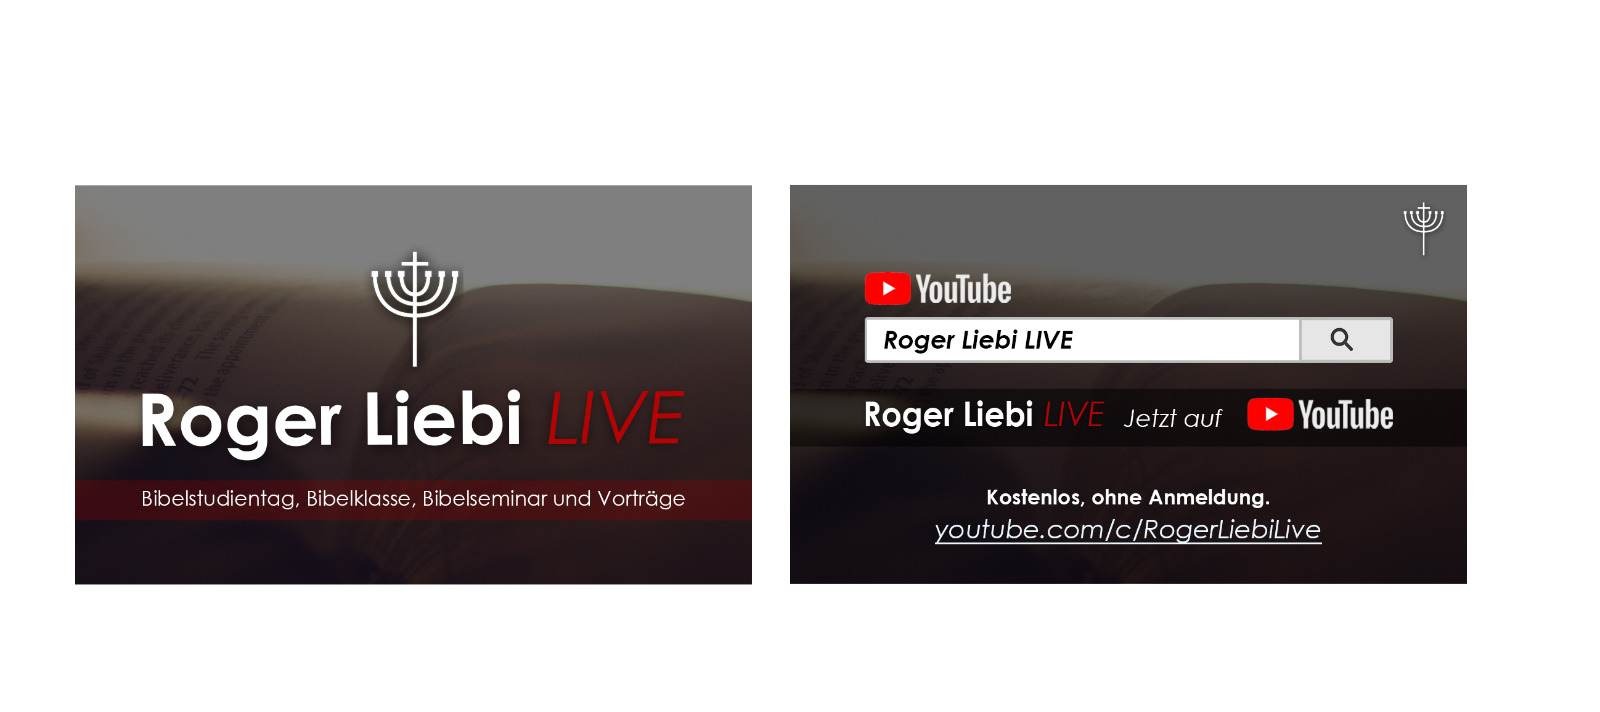 Roger Liebi LIVE
Bibelstudientag, Bibelklasse, Bibelseminar und Vorträge
YouTube
Roger Liebi LIVE
Roger Liebi LIVE Jetzt auf YouTube
Kostenlos, ohne Anmeldung.
youtube.com/c/RogerLiebiLive